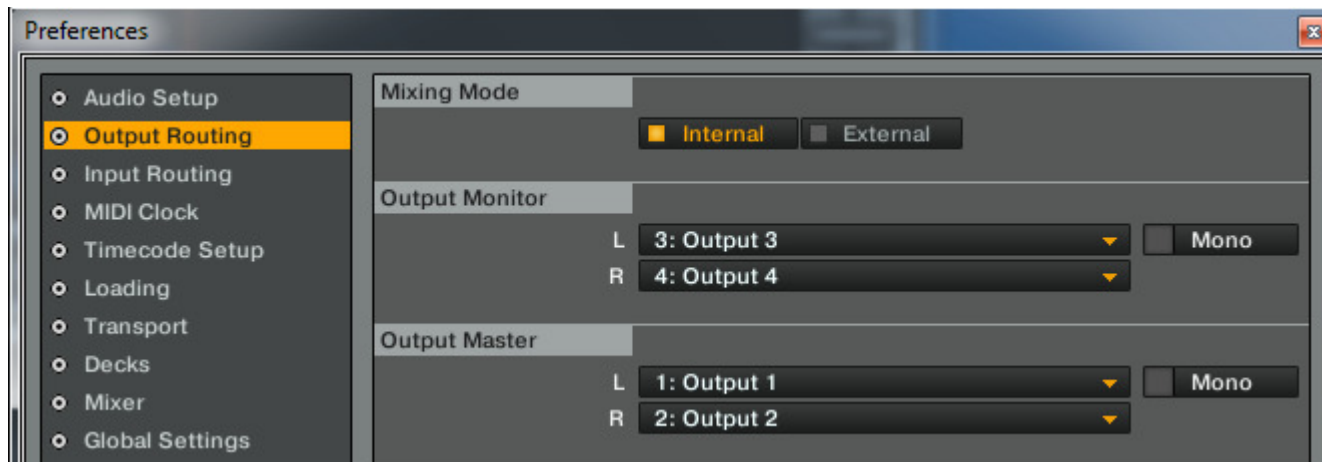 Preferences
Audio Setup
Output Routing
Input Routing
MIDI Clock
Timecode Setup
Loading
Transport
Decks
Mixer
Global Settings
Mixing Mode
Internal External
Output Monitor
L 3: Output 3 Mono
R 4: Output 4
Output Master
L 1: Output 1 Mono
R 2: Output 2